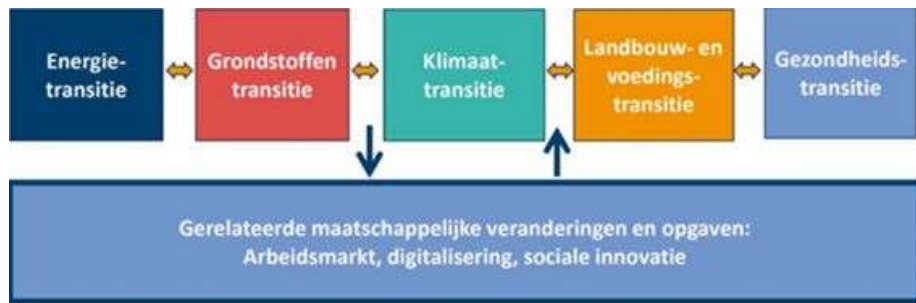 Energie-
transitie
Grondstoffen
transitie
Klimaat-
transitie
Landbouw- en
voedings-
transitie
Gezondheids-
transitie
Gerelateerde maatschappelijke veranderingen en opgaven:
Arbeidsmarkt, digitalisering, sociale innovatie